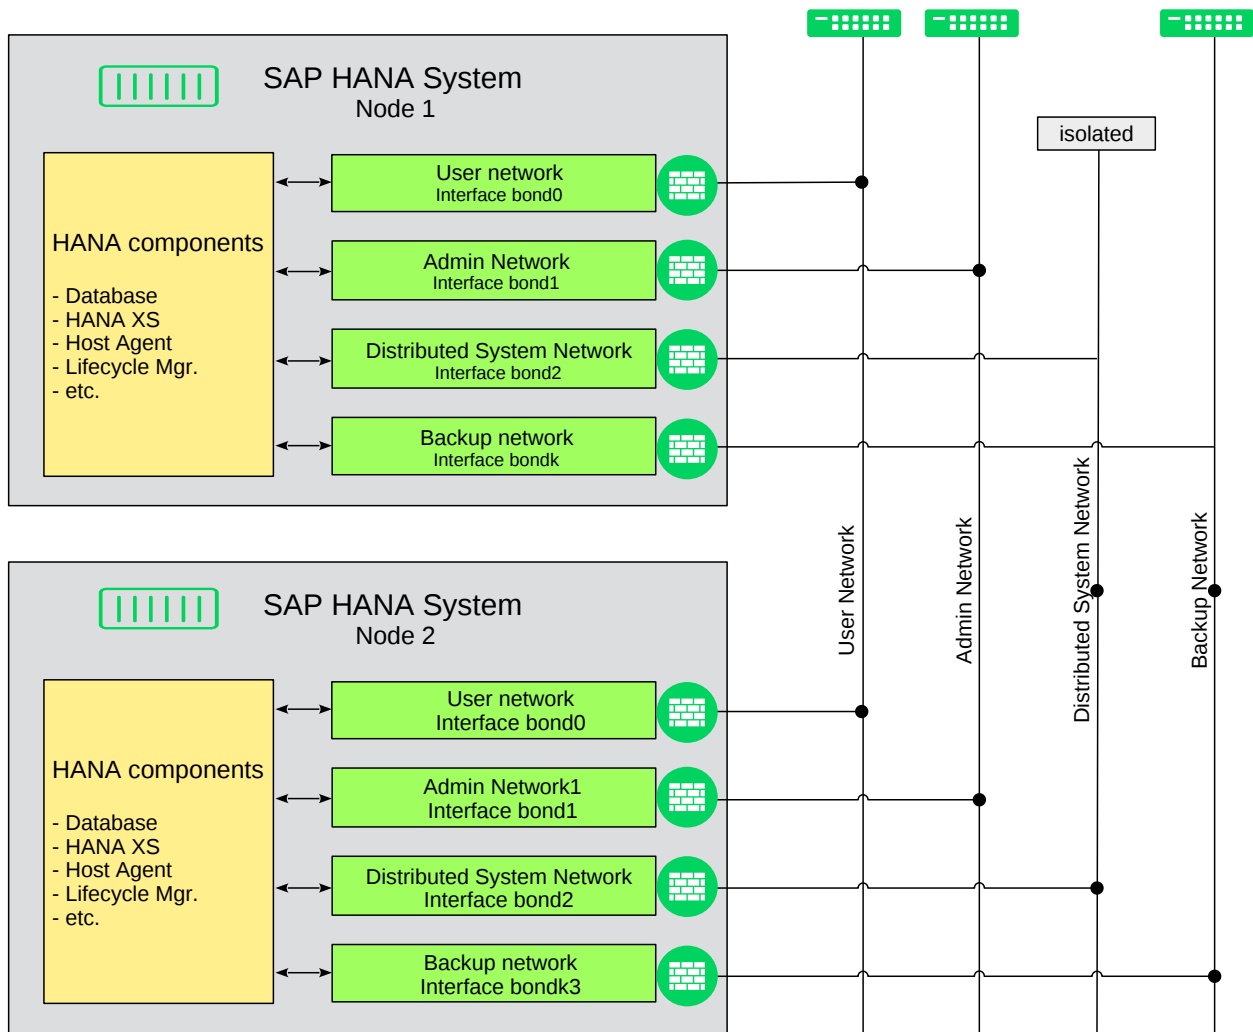 SAP HANA System
Node 1
isolated
HANA components
- Database
- HANA XS
- Host Agent
- Lifecycle Mgr.
- etc.
User network
Interface bond0
Admin Network
Interface bond1
Distributed System Network
Interface bond2
Backup network
Interface bondk
User Network
Admin Network
Distributed System Network
Backup Network
SAP HANA System
Node 2
HANA components
- Database
- HANA XS
- Host Agent
- Lifecycle Mgr.
- etc.
User network
Interface bond0
Admin Network1
Interface bond1
Distributed System Network
Interface bond2
Backup network
Interface bondk3